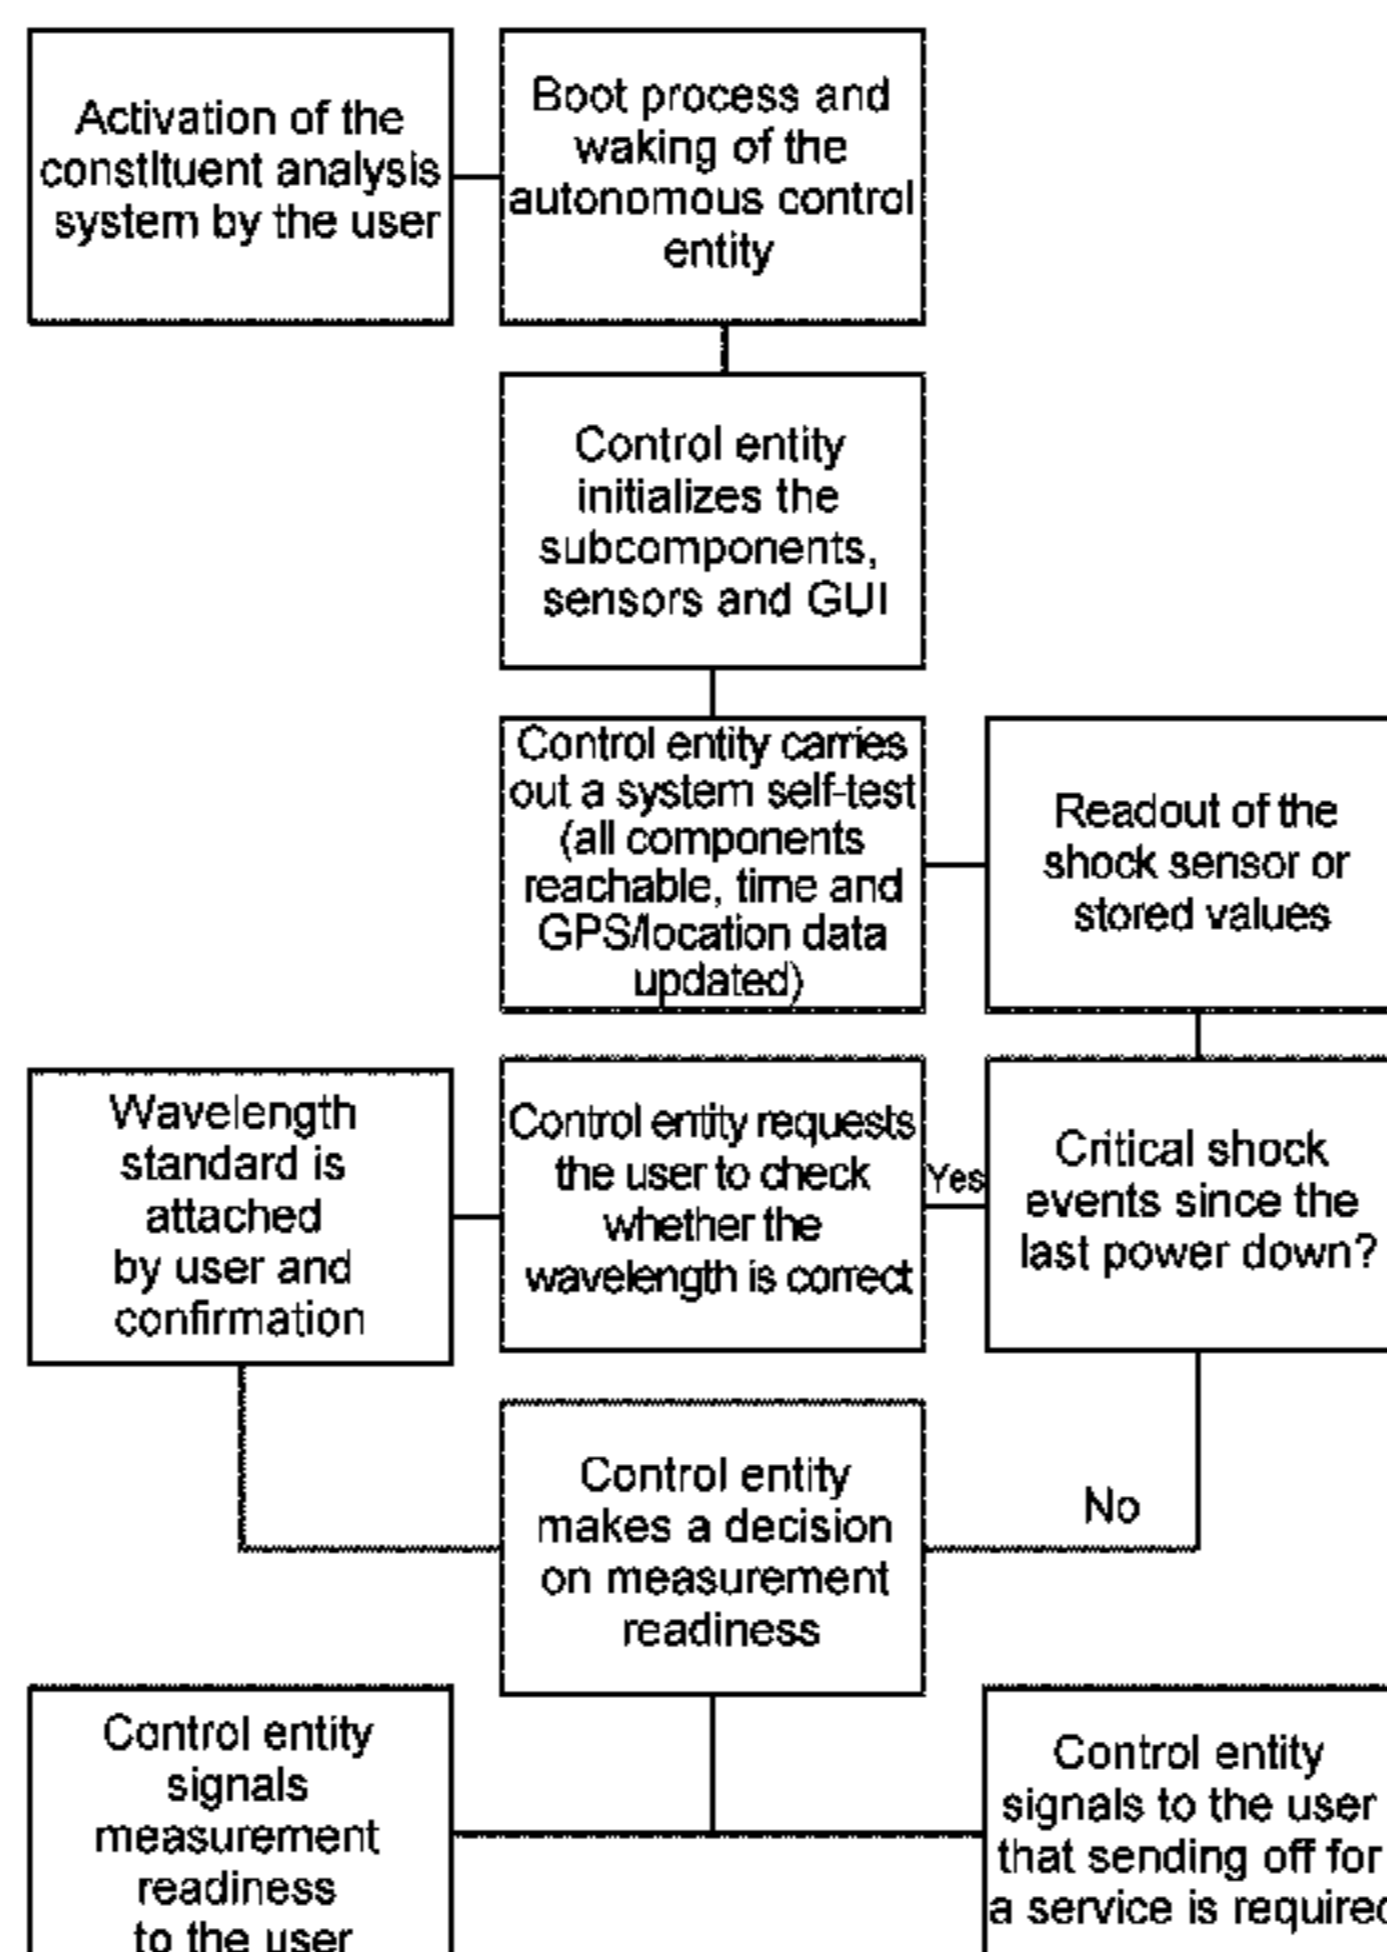 Activation of the
constituent analysis
system by the user
Boot process and
waking of the
autonomous control
entity
Control entity
initializes the
subcomponents,
sensors and GUI
Control entity carries
out a system self-test
(all components
reachable, time and
GPS/location data
updated)
Readout of the
shock sensor or
stored values
Wavelength
standard is
attached
by user and
confirmation
Control entity requests
the user to check
whether the
wavelength is correct
Yes
Critical shock
events since the
last power down?
Control entity
makes a decision
on measurement
readiness
No
Control entity
signals
measurement
readiness
to the user
Control entity
signals to the user
that sending off for
a service is required